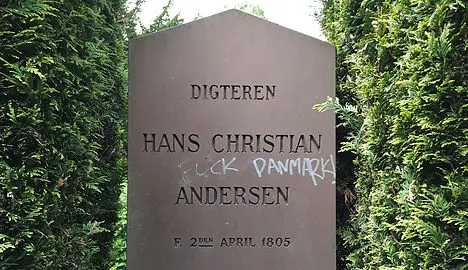 DIGTEREN
HANS CHRISTIAN
FUCK DANMARK!
ANDERSEN
F. 2DEN APRIL 1805